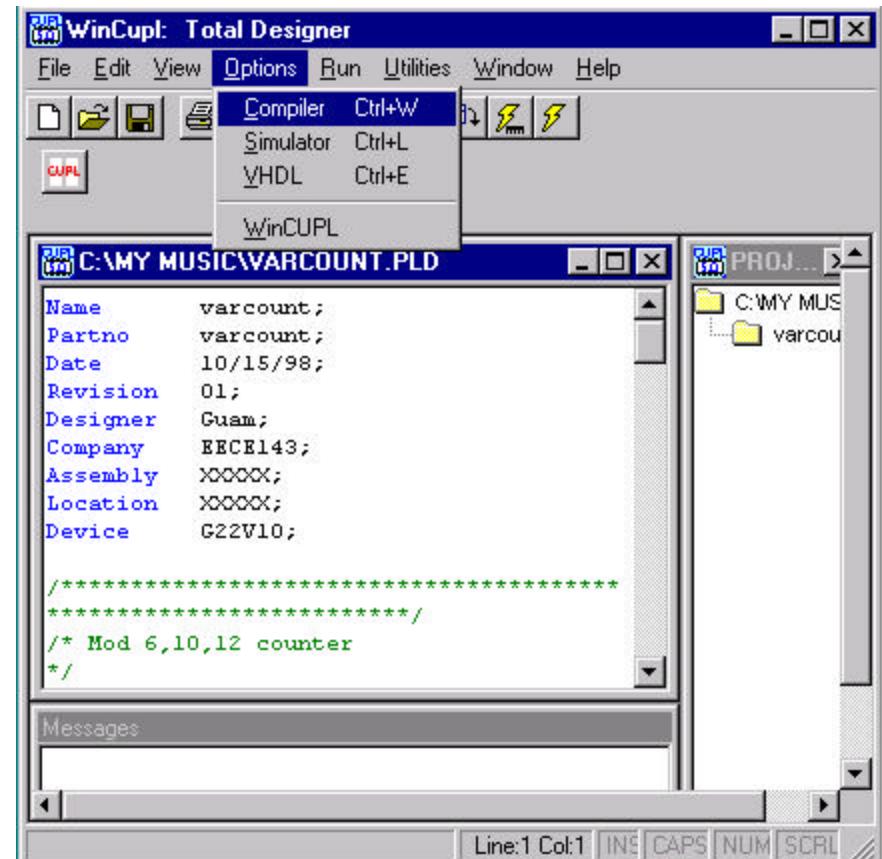 WinCupl: Total Designer
File Edit View Options Run Utilities Window Help
Compiler Ctrl+W
Simulator Ctrl+L
VHDL Ctrl+E
WinCUPL
CUPL
C:\MY MUSIC\VARCOUNT.PLD
PROJ...
Name varcount;
Partno varcount;
Date 10/15/98;
Revision 01;
Designer Guam;
Company EECE143;
Assembly XXXXX;
Location XXXXX;
Device G22V10;
/****************************************
**************************/
/* Mod 6,10,12 counter
*/
C:\MY MUS
varcou
Messages
Line:1 Col:1 INS CAPS NUM SCRL